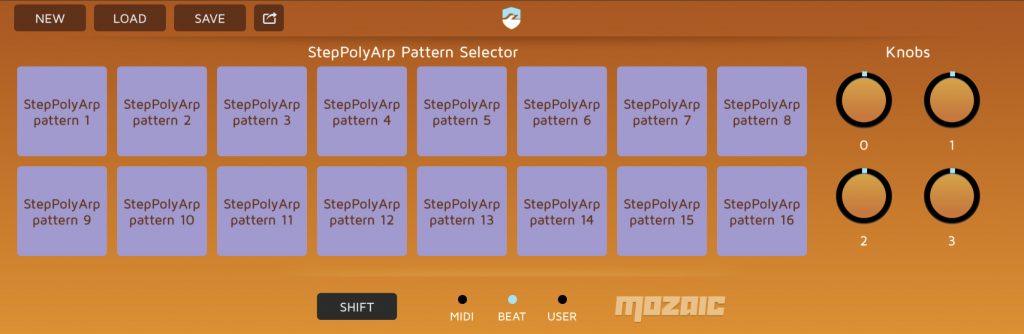 NEW LOAD SAVE
StepPolyArp Pattern Selector Knobs
StepPolyArp StepPolyArp StepPolyArp StepPolyArp StepPolyArp StepPolyArp StepPolyArp StepPolyArp
pattern 1 pattern 2 pattern 3 pattern 4 pattern 5 pattern 6 pattern 7 pattern 8
0 1
StepPolyArp StepPolyArp StepPolyArp StepPolyArp StepPolyArp StepPolyArp StepPolyArp StepPolyArp
pattern 9 pattern 10 pattern 11 pattern 12 pattern 13 pattern 14 pattern 15 pattern 16
2 3
SHIFT MOZAIC
MIDI BEAT USER